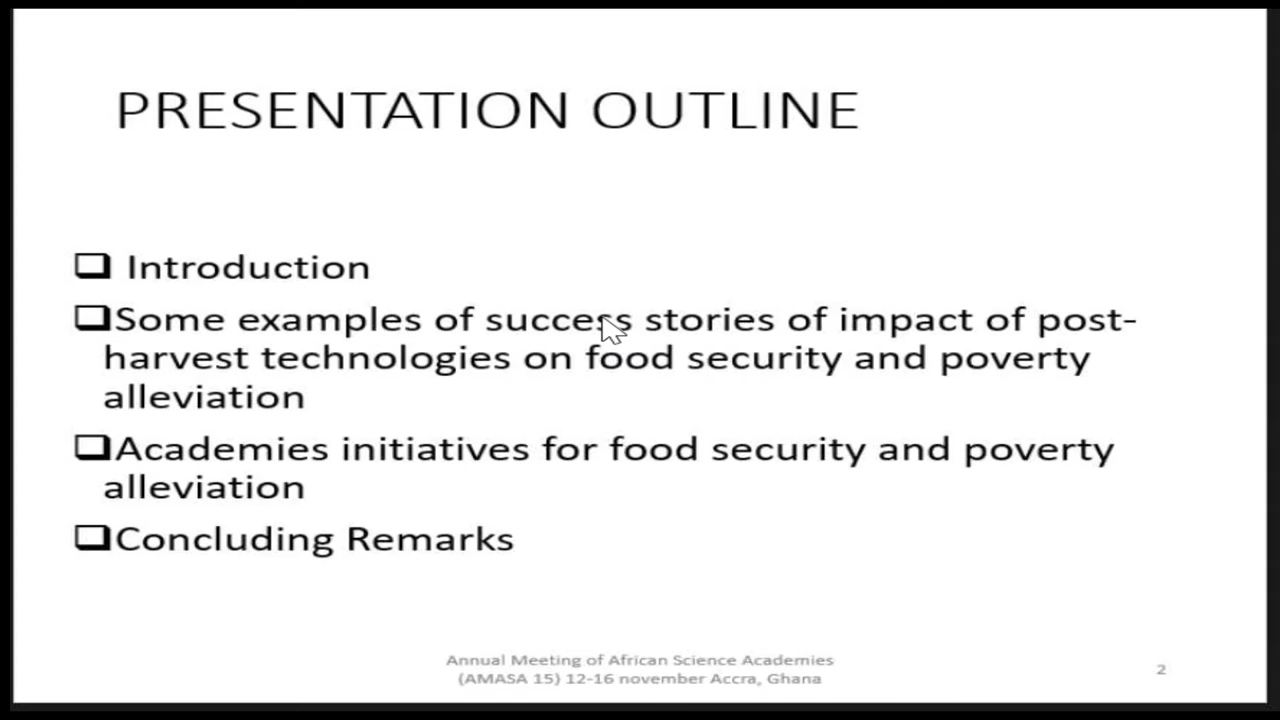 PRESENTATION OUTLINE
Introduction
Some examples of success stories of impact of post-
harvest technologies on food security and poverty
alleviation
Academies initiatives for food security and poverty
alleviation
Concluding Remarks
Annual Meeting of African Science Academies
(AMASA 15) 12-16 november Accra, Ghana
2